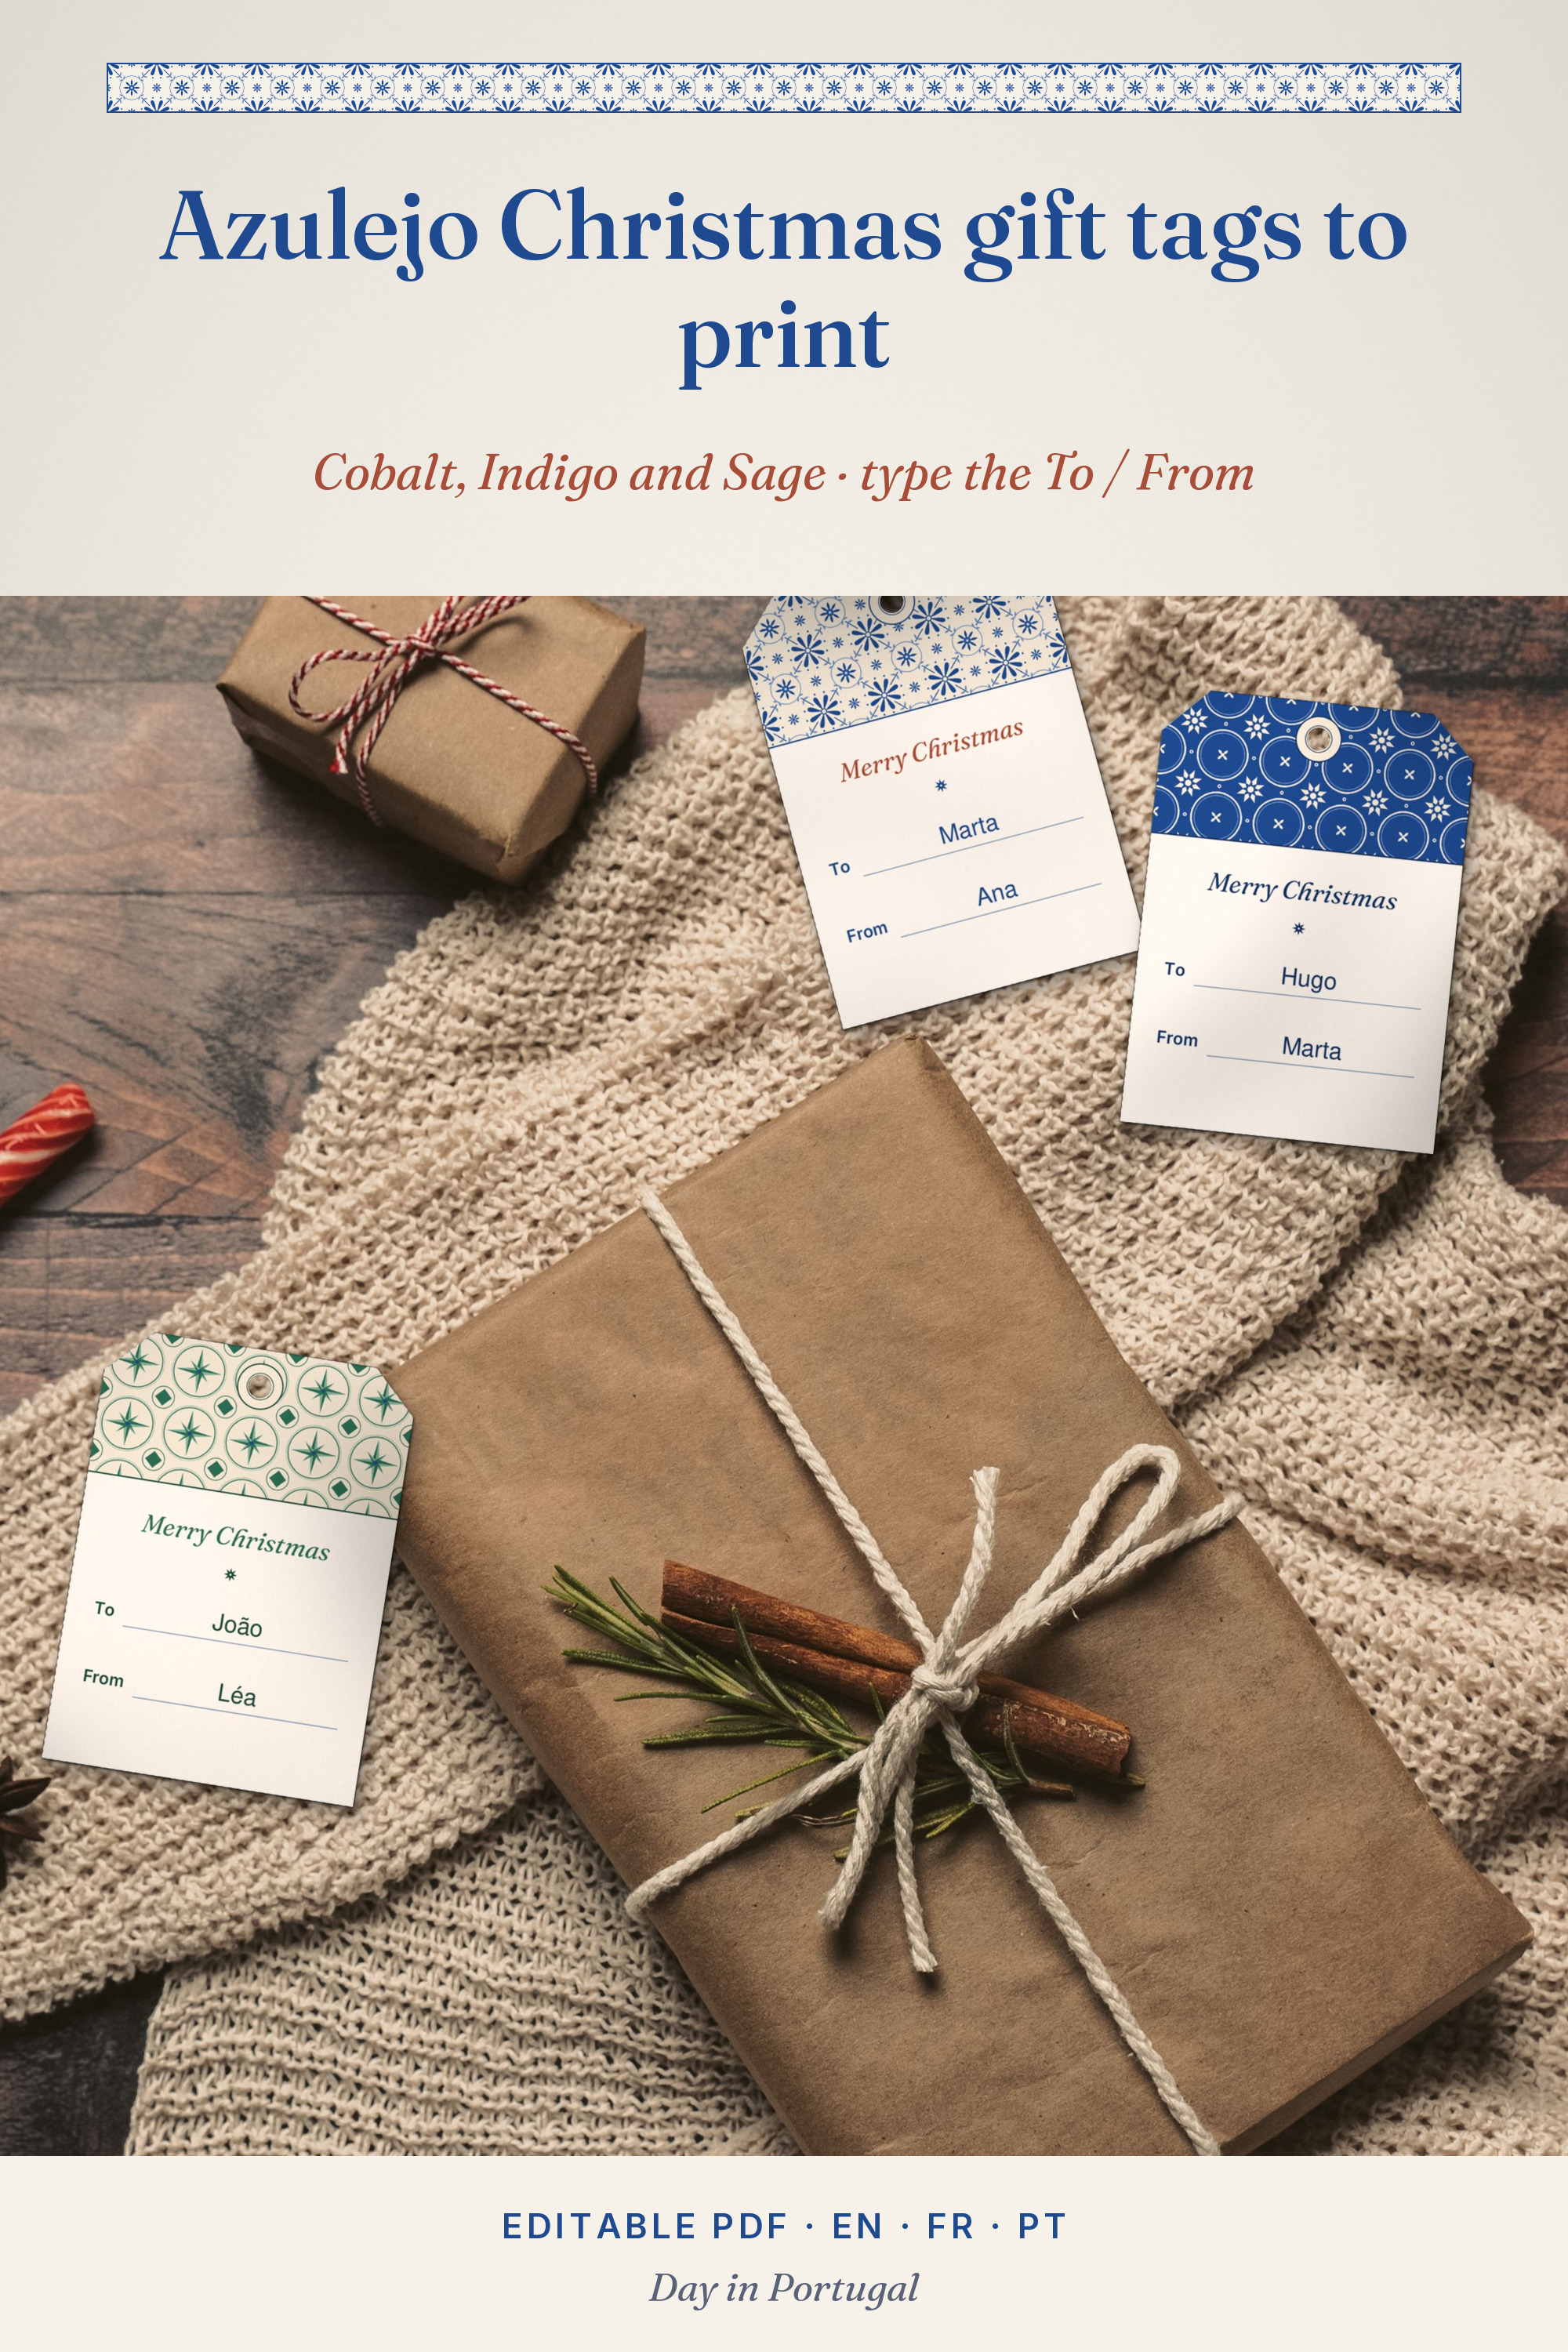 Azulejo Christmas gift tags to
print
Cobalt, Indigo and Sage · type the To / From
Merry Christmas
To Marta
From Ana
Merry Christmas
To Hugo
From Marta
Merry Christmas
To João
From Léa
EDITABLE PDF · EN · FR · PT
Day in Portugal